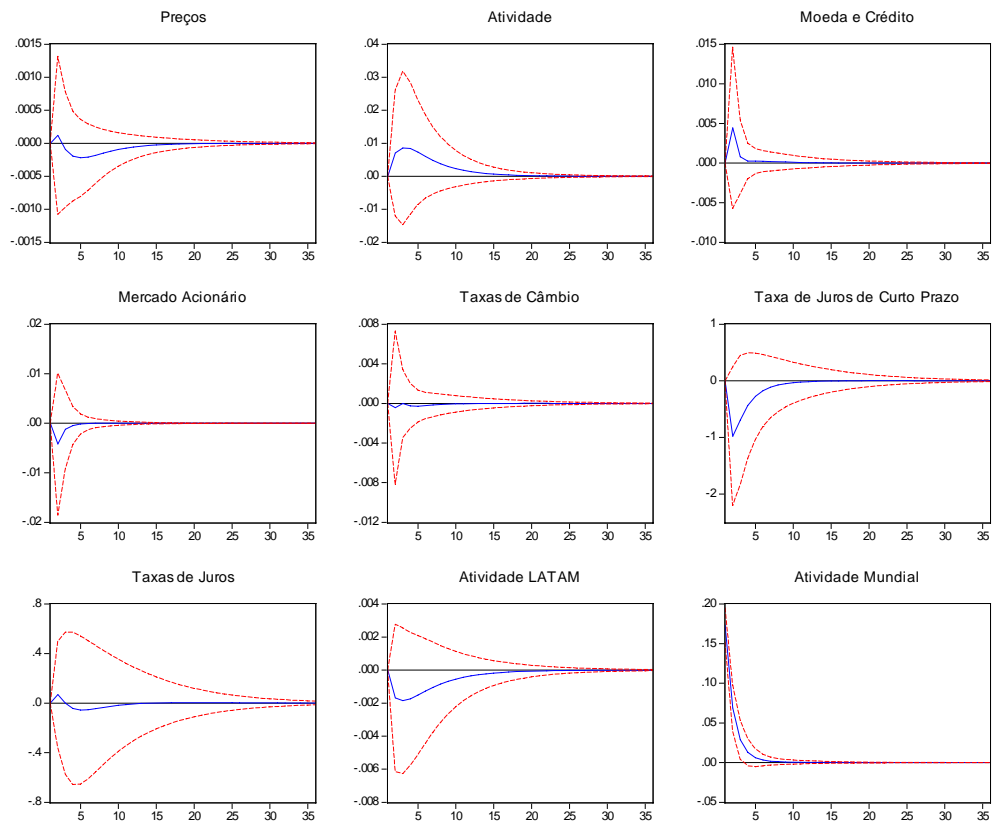 Preços Atividade Moeda e Crédito
.0015 .04 .015
.0010 .03 .010
.0005 .02 .005
.0000 .01 .000
-.0005 .00 -.005
-.0010 -.01 -.010
-.0015 -.02
5 10 15 20 25 30 35 5 10 15 20 25 30 35 5 10 15 20 25 30 35
Mercado Acionário Taxas de Câmbio Taxa de Juros de Curto Prazo
.02 .008 1
.01 .004 0
.00 .000 -1
-.01 -.004 -2
-.02 -.008
-.012
5 10 15 20 25 30 35 5 10 15 20 25 30 35 5 10 15 20 25 30 35
Taxas de Juros Atividade LATAM Atividade Mundial
.8 .004 .20
.4 .002 .15
.0 .000 .10
-.4 -.002 .05
-.8 -.004 .00
-.006 -.05
-.008
5 10 15 20 25 30 35 5 10 15 20 25 30 35 5 10 15 20 25 30 35